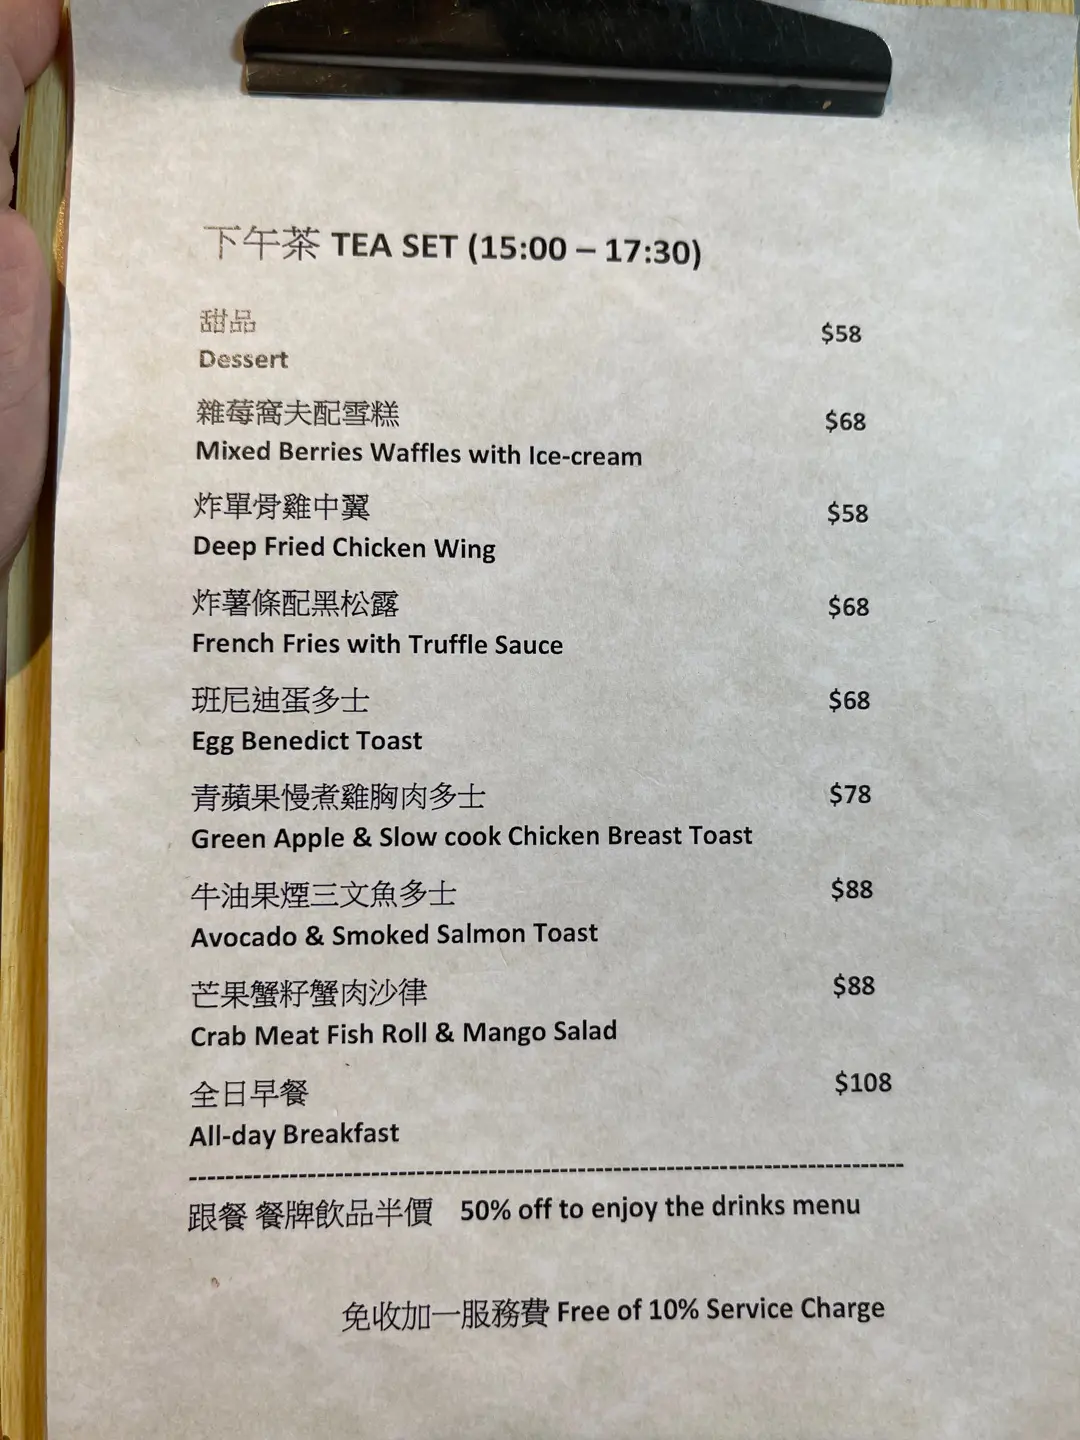 下午茶 TEA SET (15:00 – 17:30)
甜品
$58
Dessert
雜莓窩夫配雪糕
$68
Mixed Berries Waffles with Ice-cream
炸單骨雞中翼
$58
Deep Fried Chicken Wing
炸薯條配黑松露
$68
French Fries with Truffle Sauce
班尼迪蛋多士
$68
Egg Benedict Toast
青蘋果慢煮雞胸肉多士
$78
Green Apple & Slow cook Chicken Breast Toast
牛油果煙三文魚多士
$88
Avocado & Smoked Salmon Toast
芒果蟹籽蟹肉沙律
$88
Crab Meat Fish Roll & Mango Salad
全日早餐
$108
All-day Breakfast
--------------------------------------------------------------------------------
跟餐 餐牌飲品半價 50% off to enjoy the drinks menu
免收加一服務費 Free of 10% Service Charge